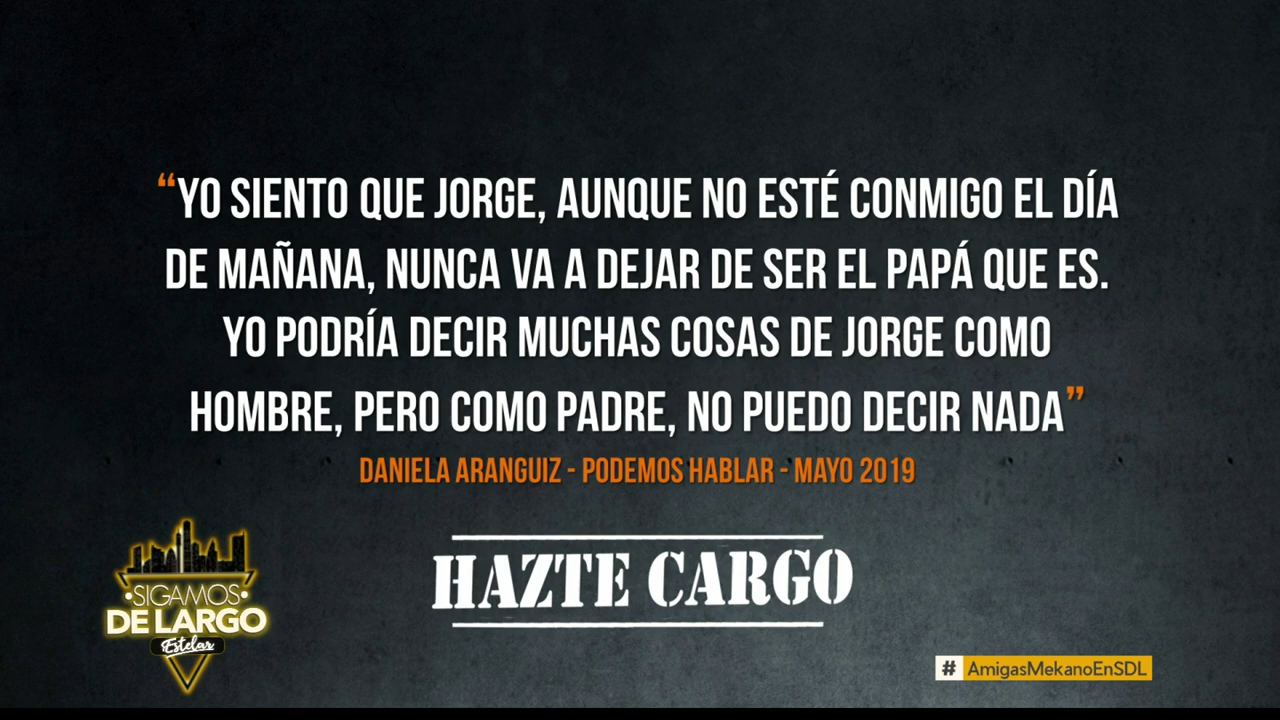 “YO SIENTO QUE JORGE, AUNQUE NO ESTÉ CONMIGO EL DÍA
DE MAÑANA, NUNCA VA A DEJAR DE SER EL PAPÁ QUE ES.
YO PODRÍA DECIR MUCHAS COSAS DE JORGE COMO
HOMBRE, PERO COMO PADRE, NO PUEDO DECIR NADA”
DANIELA ARANGUIZ - PODEMOS HABLAR - MAYO 2019
HAZTE CARGO
•SIGAMOS•
DE LARGO
Estelar
# AmigasMekanoEnSDL